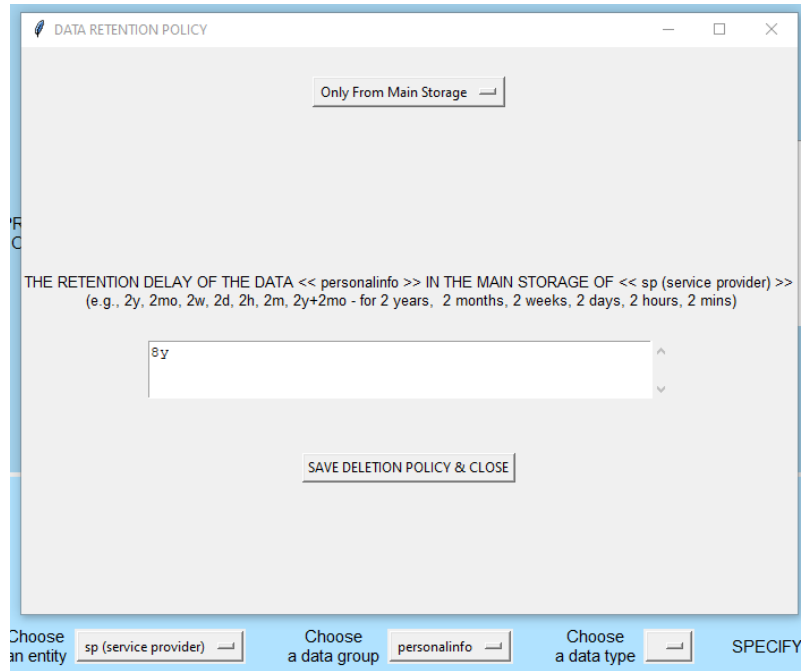 DATA RETENTION POLICY
Only From Main Storage
THE RETENTION DELAY OF THE DATA << personalinfo >> IN THE MAIN STORAGE OF << sp (service provider) >>
(e.g., 2y, 2mo, 2w, 2d, 2h, 2m, 2y+2mo - for 2 years, 2 months, 2 weeks, 2 days, 2 hours, 2 mins)
8y
SAVE DELETION POLICY & CLOSE
Choose
an entity
sp (service provider)
Choose
a data group
personalinfo
Choose
a data type
SPECIFY